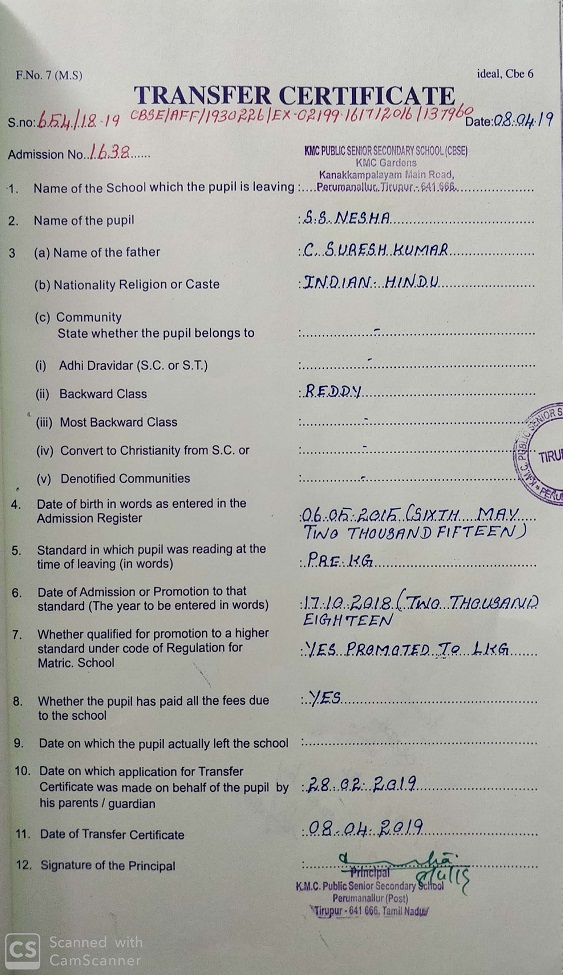 F.No. 7 (M.S)
ideal, Cbe 6
TRANSFER CERTIFICATE
S.no: 654/18-19 CBSE/AFF/1930226/EX-02199-1617/2016/137960 Date: 08.04.19
Admission No. 1638
KMC PUBLIC SENIOR SECONDARY SCHOOL (CBSE)
KMC Gardens
Kanakkampalayam Main Road,
1. Name of the School which the pupil is leaving : Perumanallur, Tirupur - 641 666.
2. Name of the pupil : S.S. NESHA
3 (a) Name of the father : C. SURESH KUMAR
(b) Nationality Religion or Caste : INDIAN- HINDU
(c) Community
State whether the pupil belongs to : -
(i) Adhi Dravidar (S.C. or S.T.) : -
(ii) Backward Class : REDDY
(iii) Most Backward Class : -
(iv) Convert to Christianity from S.C. or : -
(v) Denotified Communities : -
K.M.C. PUBLIC SENIOR S
TIRU
PERU
4. Date of birth in words as entered in the
Admission Register : 06.05.2015 (SIXTH MAY
TWO THOUSAND FIFTEEN)
5. Standard in which pupil was reading at the
time of leaving (in words) : PRE.KG
6. Date of Admission or Promotion to that
standard (The year to be entered in words) : 17.10.2018 (TWO THOUSAND
EIGHTEEN
7. Whether qualified for promotion to a higher
standard under code of Regulation for : YES PROMOTED TO LKG
Matric. School
8. Whether the pupil has paid all the fees due : YES
to the school
9. Date on which the pupil actually left the school :
10. Date on which application for Transfer
Certificate was made on behalf of the pupil by : 28.02.2019
his parents / guardian
11. Date of Transfer Certificate : 08.04.2019
12. Signature of the Principal :
Principal
K.M.C. Public Senior Secondary School
Perumanallur (Post)
Tirupur - 641 666, Tamil Nadu
CS Scanned with
CamScanner